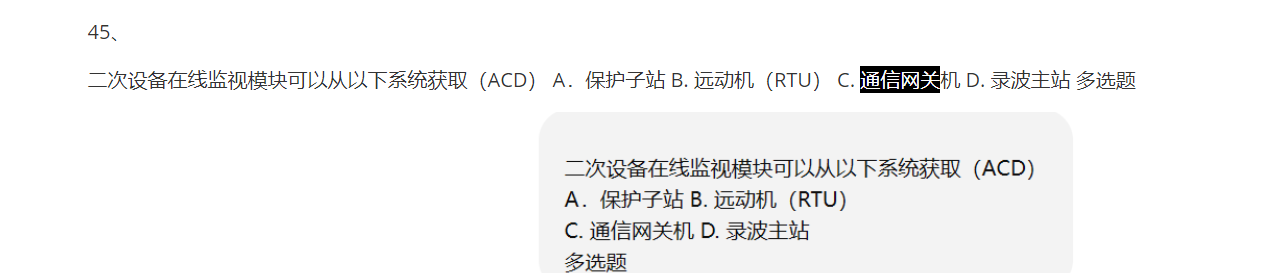 45、
二次设备在线监视模块可以从以下系统获取（ACD） A．保护子站 B. 远动机（RTU） C. 通信网关机 D. 录波主站 多选题
二次设备在线监视模块可以从以下系统获取（ACD）
A．保护子站 B. 远动机（RTU）
C. 通信网关机 D. 录波主站
多选题